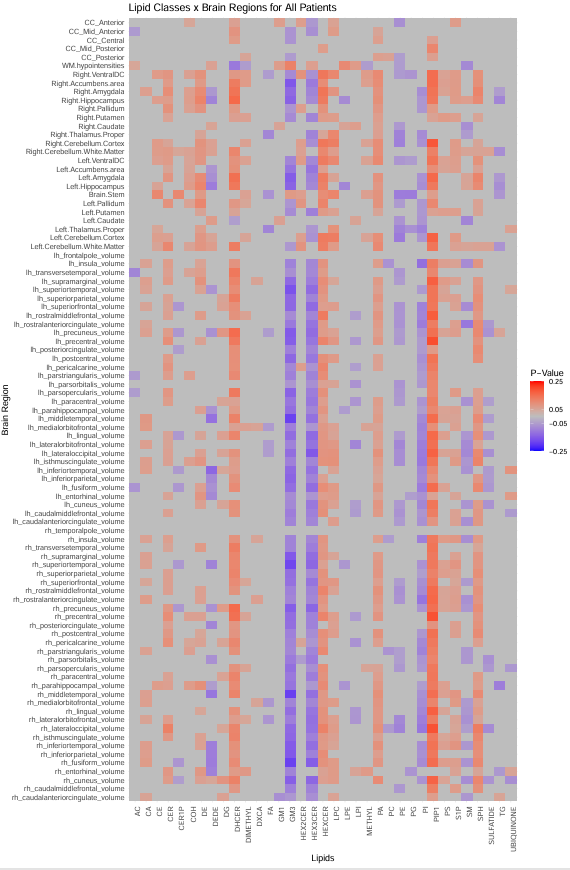 Lipid Classes x Brain Regions for All Patients
CC_Anterior
CC_Mid_Anterior
CC_Central
CC_Mid_Posterior
CC_Posterior
WM.hypointensities
Right.VentralDC
Right.Accumbens.area
Right.Amygdala
Right.Hippocampus
Right.Pallidum
Right.Putamen
Right.Caudate
Right.Thalamus.Proper
Right.Cerebellum.Cortex
Right.Cerebellum.White.Matter
Left.VentralDC
Left.Accumbens.area
Left.Amygdala
Left.Hippocampus
Brain.Stem
Left.Pallidum
Left.Putamen
Left.Caudate
Left.Thalamus.Proper
Left.Cerebellum.Cortex
Left.Cerebellum.White.Matter
lh_frontalpole_volume
lh_insula_volume
lh_transversetemporal_volume
lh_supramarginal_volume
lh_superiortemporal_volume
lh_superiorparietal_volume
lh_superiorfrontal_volume
lh_rostralmiddlefrontal_volume
lh_rostralanteriorcingulate_volume
lh_precuneus_volume
lh_precentral_volume
lh_posteriorcingulate_volume
lh_postcentral_volume
lh_pericalcarine_volume
lh_parstriangularis_volume
lh_parsorbitalis_volume
lh_parsopercularis_volume
lh_paracentral_volume
lh_parahippocampal_volume
lh_middletemporal_volume
lh_medialorbitofrontal_volume
lh_lingual_volume
lh_lateralorbitofrontal_volume
lh_lateraloccipital_volume
lh_isthmuscingulate_volume
lh_inferiortemporal_volume
lh_inferiorparietal_volume
lh_fusiform_volume
lh_entorhinal_volume
lh_cuneus_volume
lh_caudalmiddlefrontal_volume
lh_caudalanteriorcingulate_volume
rh_temporalpole_volume
rh_insula_volume
rh_transversetemporal_volume
rh_supramarginal_volume
rh_superiortemporal_volume
rh_superiorparietal_volume
rh_superiorfrontal_volume
rh_rostralmiddlefrontal_volume
rh_rostralanteriorcingulate_volume
rh_precuneus_volume
rh_precentral_volume
rh_posteriorcingulate_volume
rh_postcentral_volume
rh_pericalcarine_volume
rh_parstriangularis_volume
rh_parsorbitalis_volume
rh_parsopercularis_volume
rh_paracentral_volume
rh_parahippocampal_volume
rh_middletemporal_volume
rh_medialorbitofrontal_volume
rh_lingual_volume
rh_lateralorbitofrontal_volume
rh_lateraloccipital_volume
rh_isthmuscingulate_volume
rh_inferiortemporal_volume
rh_inferiorparietal_volume
rh_fusiform_volume
rh_entorhinal_volume
rh_cuneus_volume
rh_caudalmiddlefrontal_volume
rh_caudalanteriorcingulate_volume
Brain Region
AC
CA
CE
CER
CER1P
COH
DE
DEDE
DG
DHCER
DIMETHYL
DXCA
FA
GM1
GM3
HEX2CER
HEX3CER
HEXCER
LPC
LPE
LPI
METHYL
PA
PC
PE
PG
PI
PIP1
PS
S1P
SM
SPH
SULFATIDE
TG
UBIQUINONE
Lipids
P−Value
0.25
0.05
−0.05
−0.25